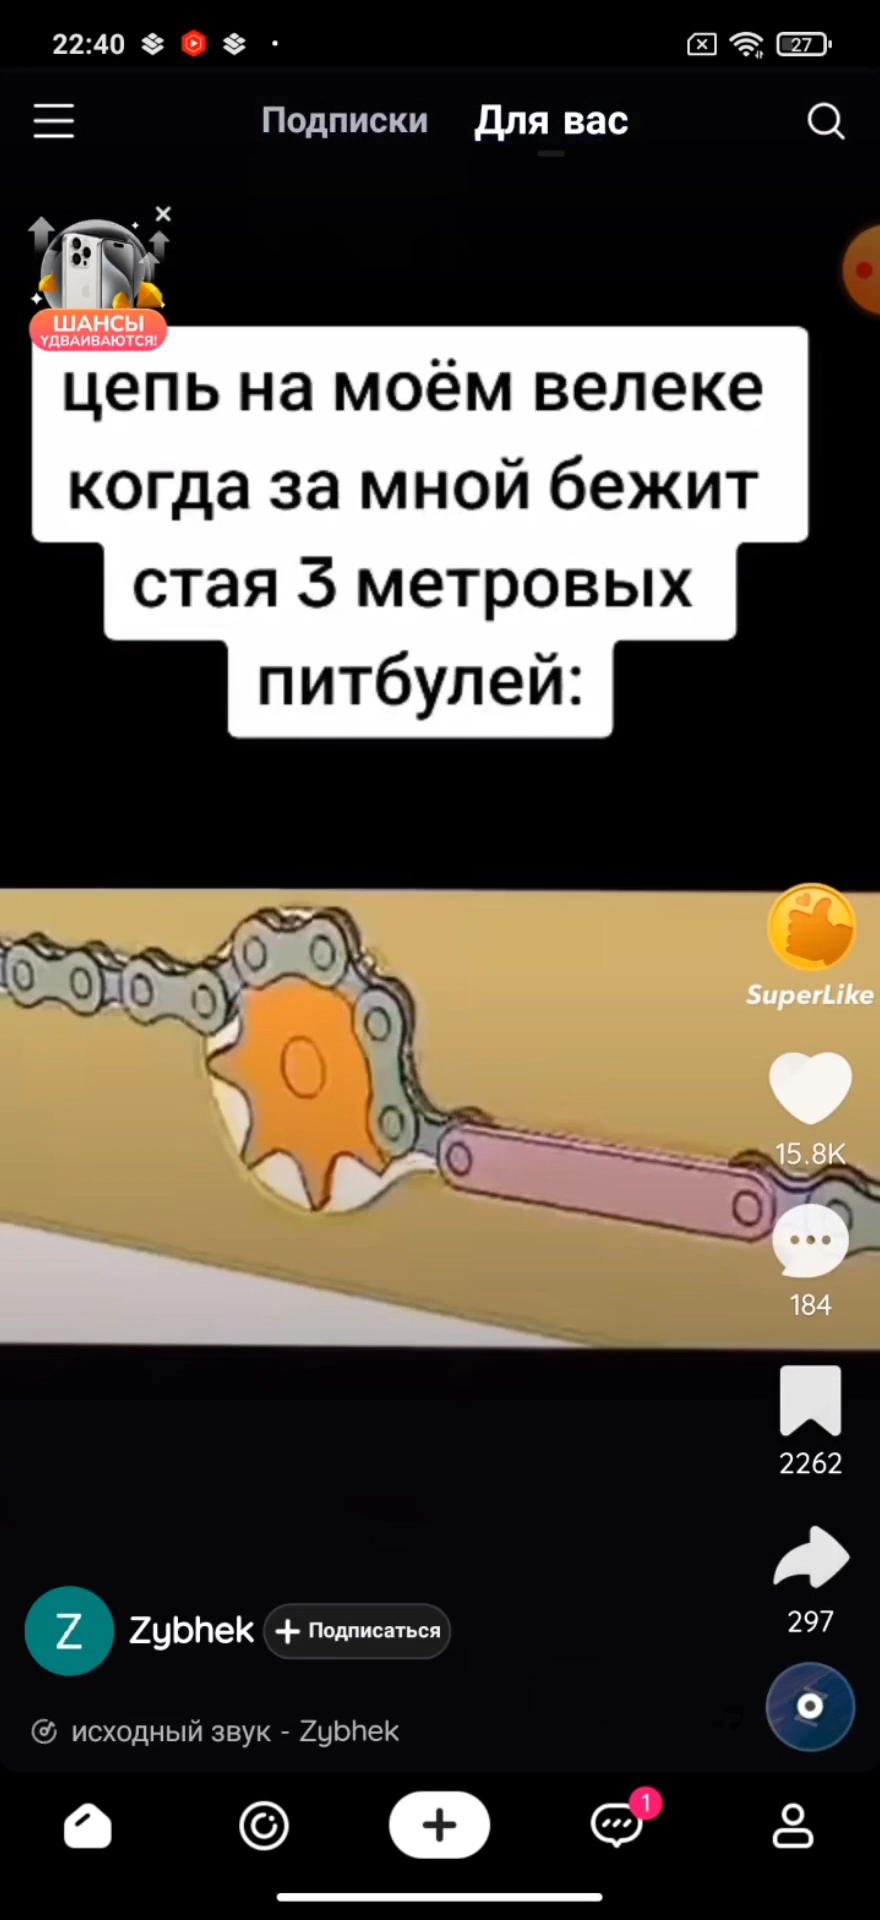 22:40
27
Подписки Для вас
ШАНСЫ
УДВАИВАЮТСЯ!
цепь на моём велеке
когда за мной бежит
стая 3 метровых
питбулей:
SuperLike
15.8K
184
2262
297
Z Zybhek + Подписаться
исходный звук - Zybhek
1